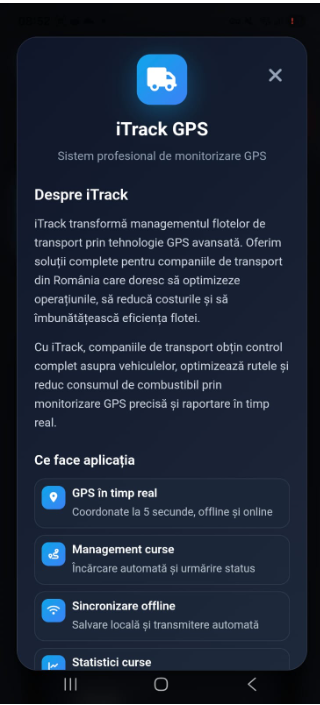 iTrack GPS
Sistem profesional de monitorizare GPS
Despre iTrack
iTrack transformă managementul flotelor de
transport prin tehnologie GPS avansată. Oferim
soluții complete pentru companiile de transport
din România care doresc să optimizeze
operațiunile, să reducă costurile și să
îmbunătățească eficiența flotei.
Cu iTrack, companiile de transport obțin control
complet asupra vehiculelor, optimizează rutele și
reduc consumul de combustibil prin
monitorizare GPS precisă și raportare în timp
real.
Ce face aplicația
GPS în timp real
Coordonate la 5 secunde, offline și online
Management curse
Încărcare automată și urmărire status
Sincronizare offline
Salvare locală și transmitere automată
Statistici curse